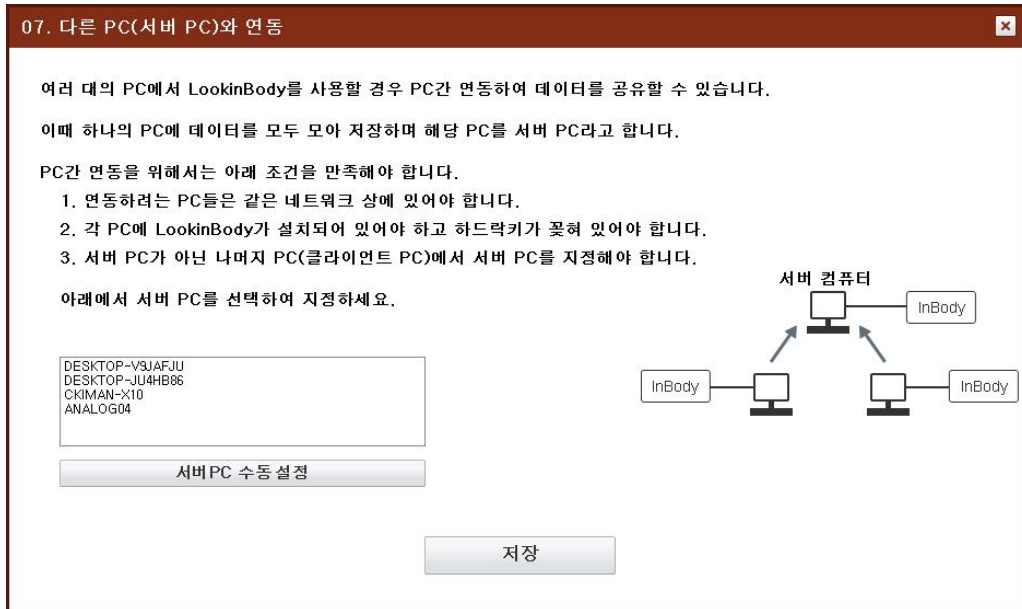 07. 다른 PC(서버 PC)와 연동
여러 대의 PC에서 LookinBody를 사용할 경우 PC간 연동하여 데이터를 공유할 수 있습니다.
이때 하나의 PC에 데이터를 모두 모아 저장하며 해당 PC를 서버 PC라고 합니다.
PC간 연동을 위해서는 아래 조건을 만족해야 합니다.
1. 연동하려는 PC들은 같은 네트워크 상에 있어야 합니다.
2. 각 PC에 LookinBody가 설치되어 있어야 하고 하드락키가 꽂혀 있어야 합니다.
3. 서버 PC가 아닌 나머지 PC(클라이언트 PC)에서 서버 PC를 지정해야 합니다.
아래에서 서버 PC를 선택하여 지정하세요.
서버 컴퓨터
InBody
InBody
InBody
DESKTOP-V9JAFJU
DESKTOP-JU4HB86
CKIMAN-X10
ANALOG04
서버PC 수동설정
저장